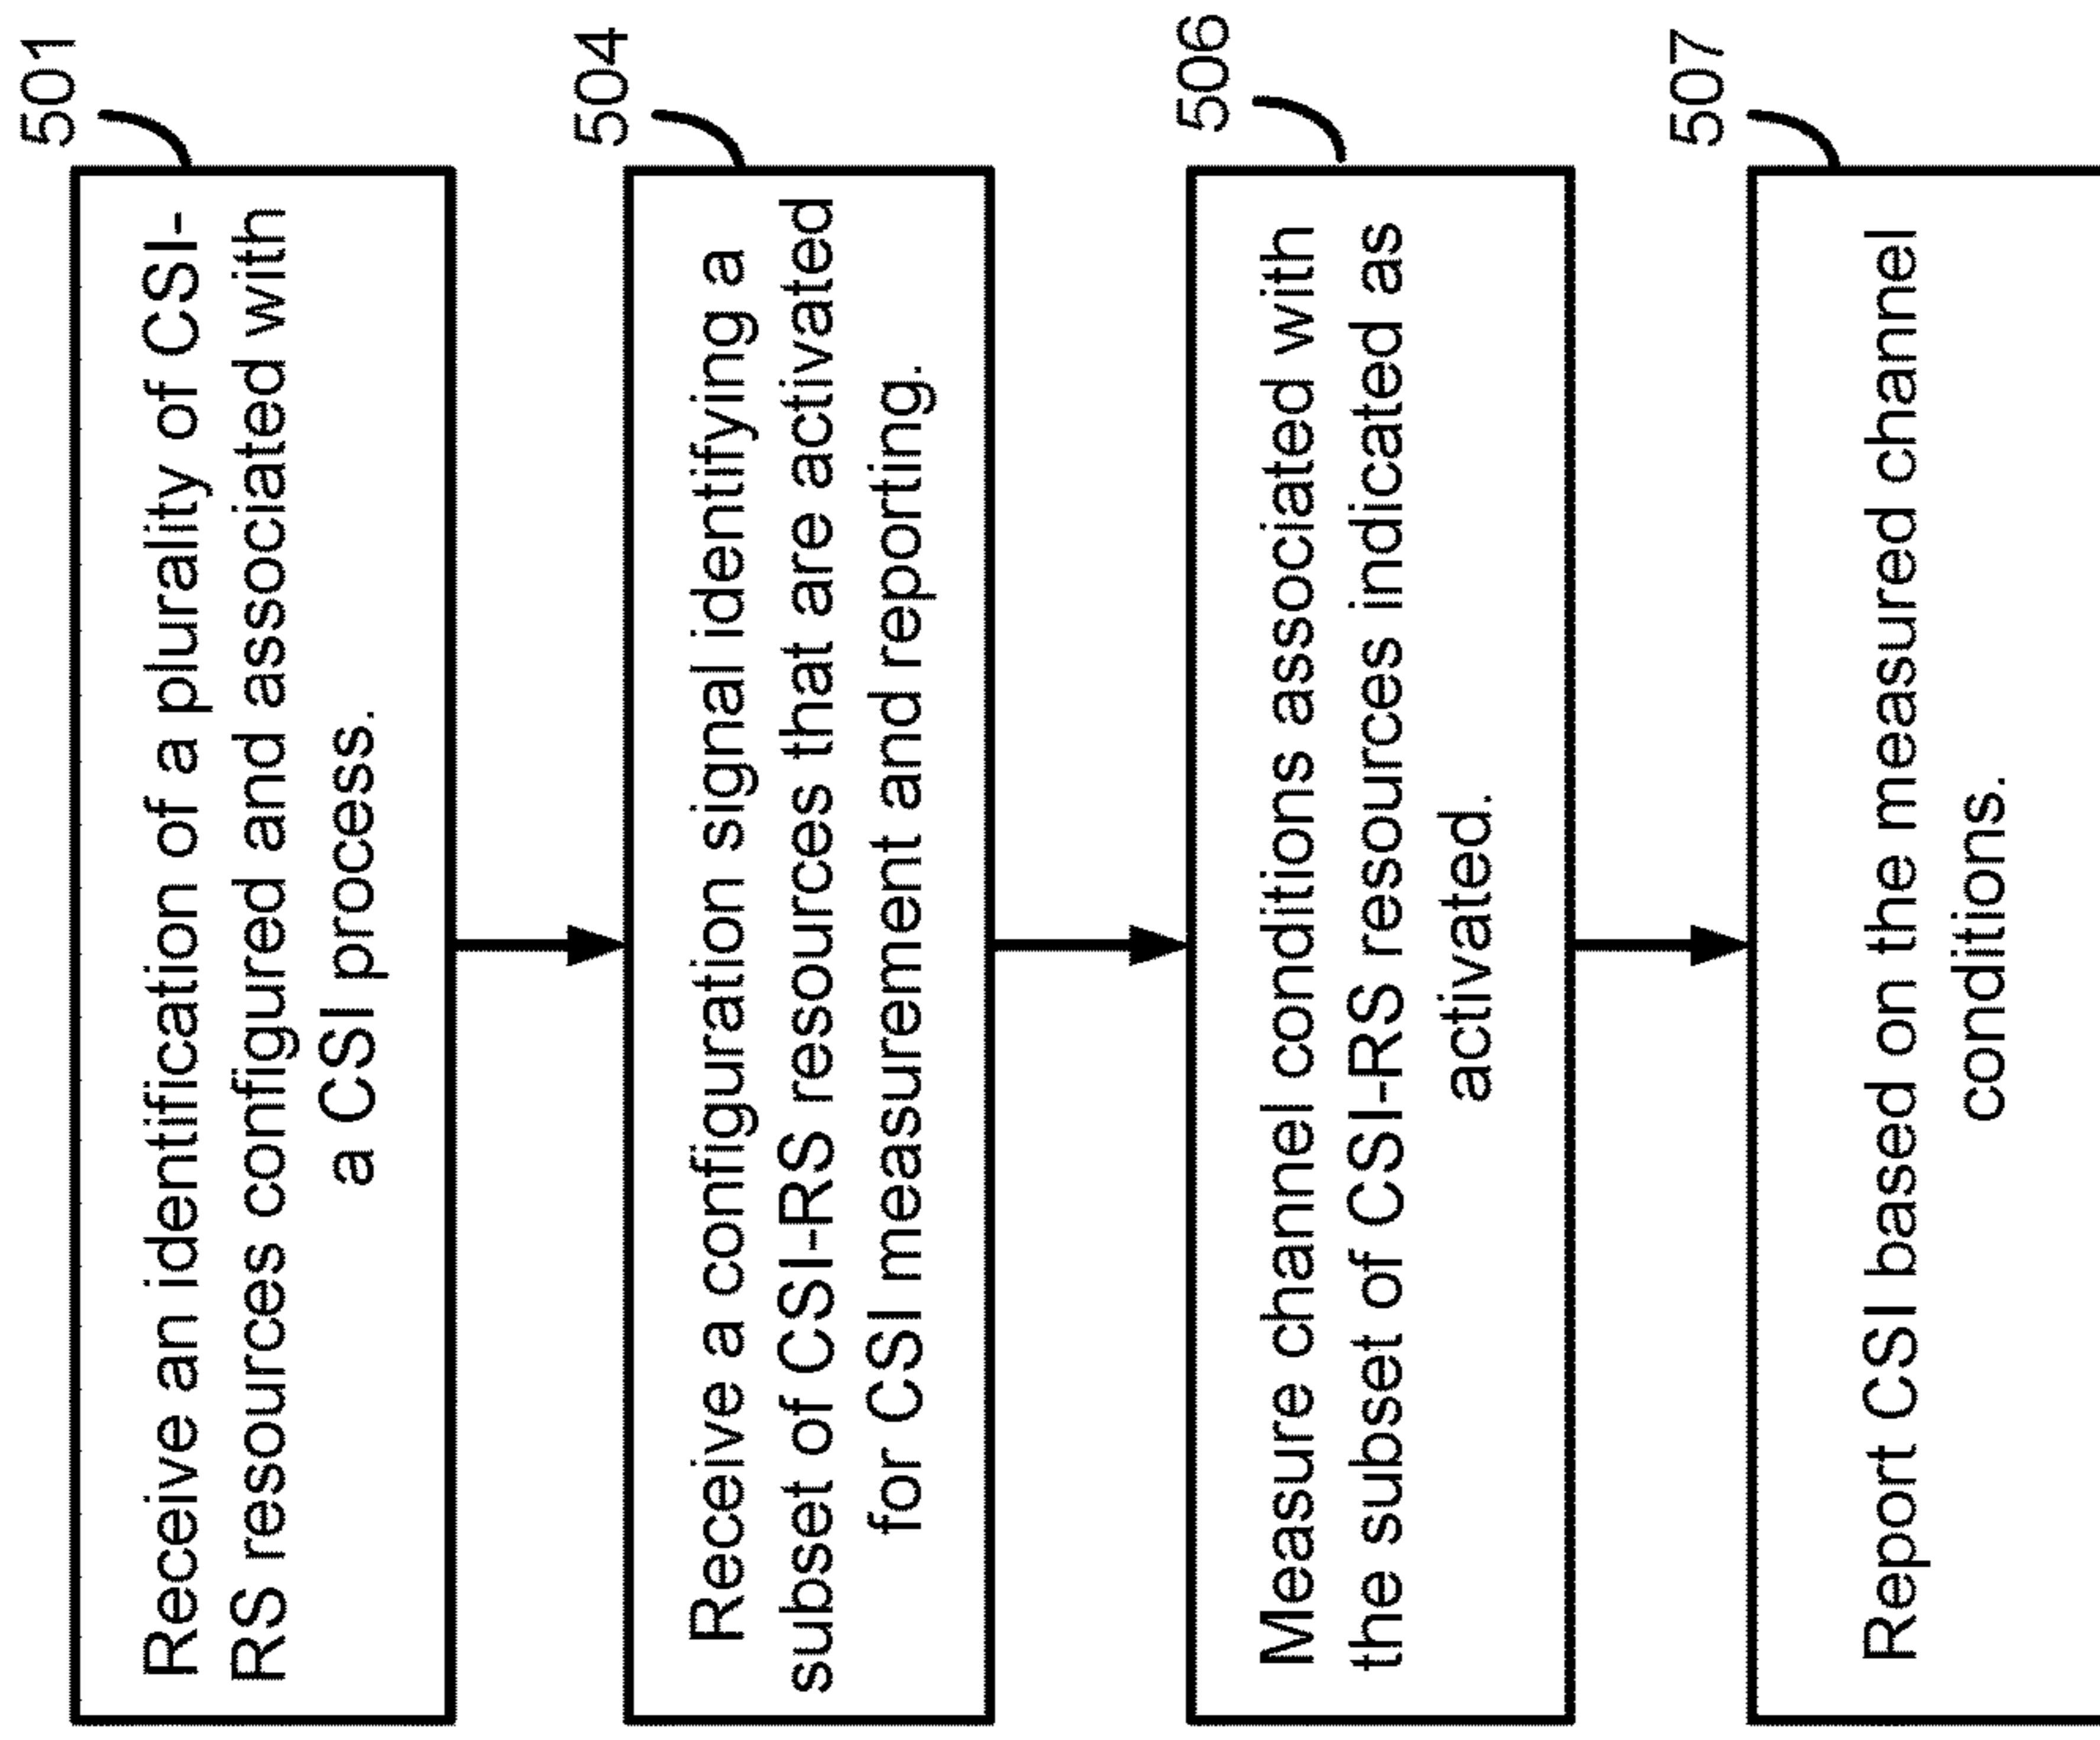 501
Receive an identification of a plurality of CSI-
RS resources configured and associated with
a CSI process.
504
Receive a configuration signal identifying a
subset of CSI-RS resources that are activated
for CSI measurement and reporting.
506
Measure channel conditions associated with
the subset of CSI-RS resources indicated as
activated.
507
Report CSI based on the measured channel
conditions.